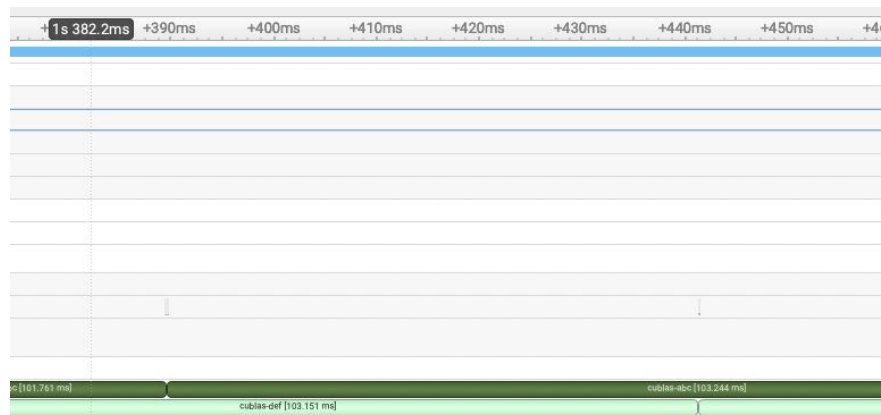 + 1s 382.2ms +390ms +400ms +410ms +420ms +430ms +440ms +450ms +4
c [101.761 ms] cublas-abc [103.244 ms]
cublas-def [103.151 ms]